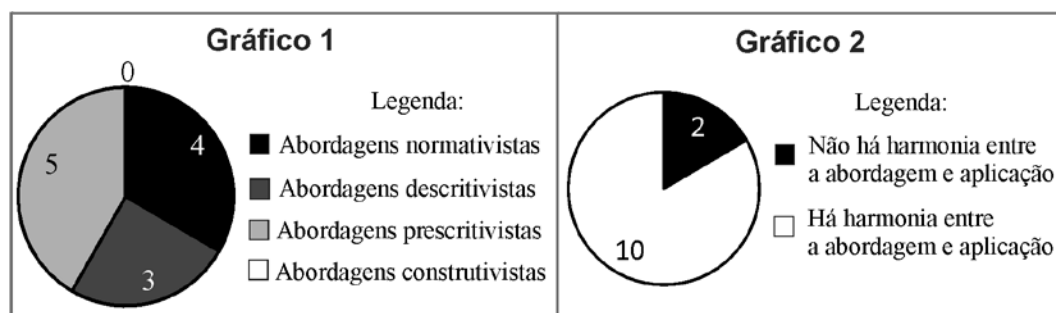 Gráfico 1
0
4
5
3
Legenda:
Abordagens normativistas
Abordagens descritivistas
Abordagens prescritivistas
Abordagens construtivistas
Gráfico 2
2
10
Legenda:
Não há harmonia entre
a abordagem e aplicação
Há harmonia entre
a abordagem e aplicação